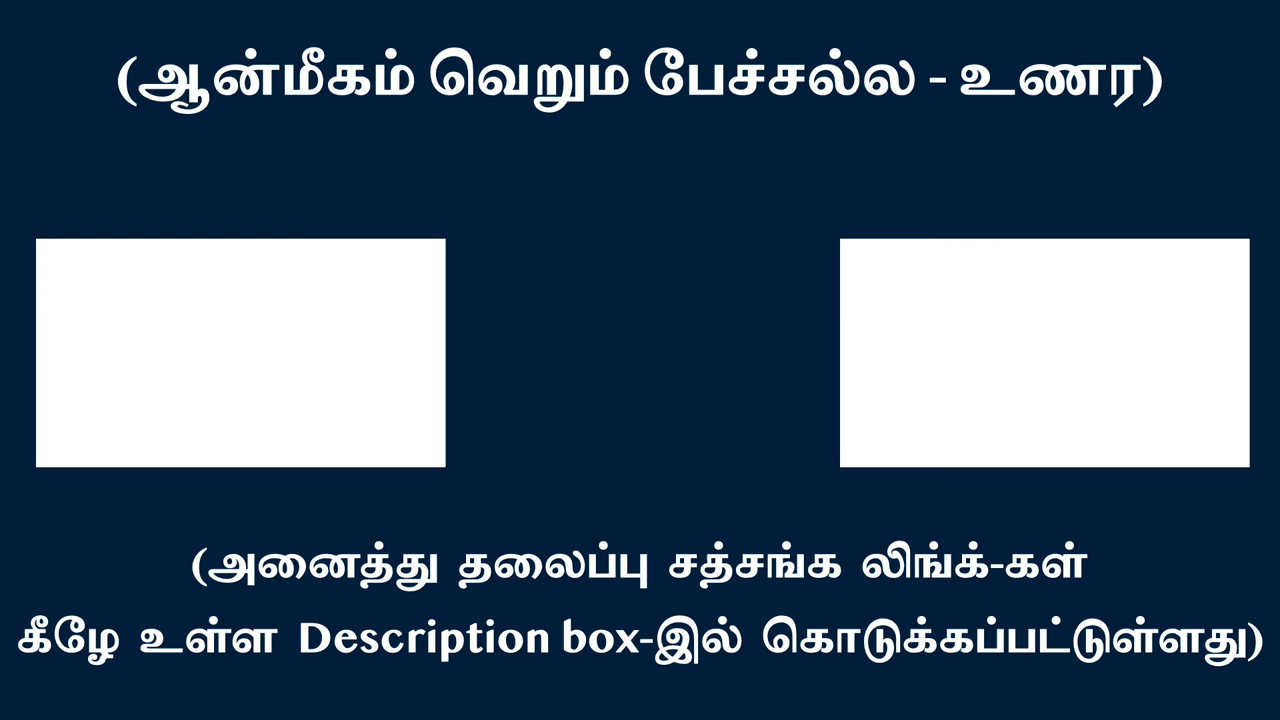 (ஆன்மீகம் வெறும் பேச்சல்ல - உணர)
(அனைத்து தலைப்பு சத்சங்க லிங்க்-கள்
கீழே உள்ள Description box-இல் கொடுக்கப்பட்டுள்ளது)